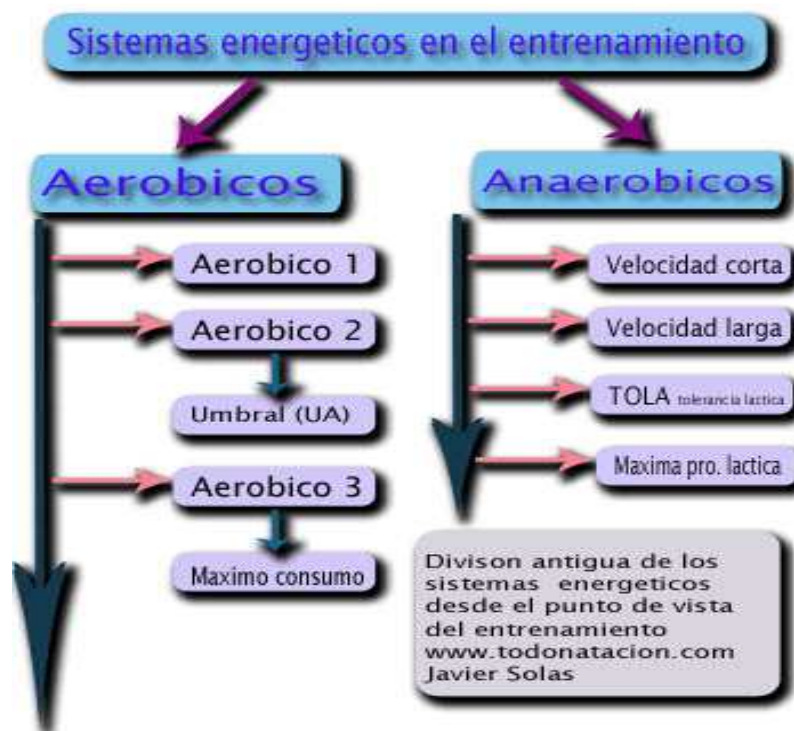 Sistemas energeticos en el entrenamiento
Aerobicos
Aerobico 1
Aerobico 2
Umbral (UA)
Aerobico 3
Maximo consumo
Anaerobicos
Velocidad corta
Velocidad larga
TOLA tolerancia lactica
Maxima pro. lactica
Divison antigua de los
sistemas energeticos
desde el punto de vista
del entrenamiento
www.todonatacion.com
Javier Solas